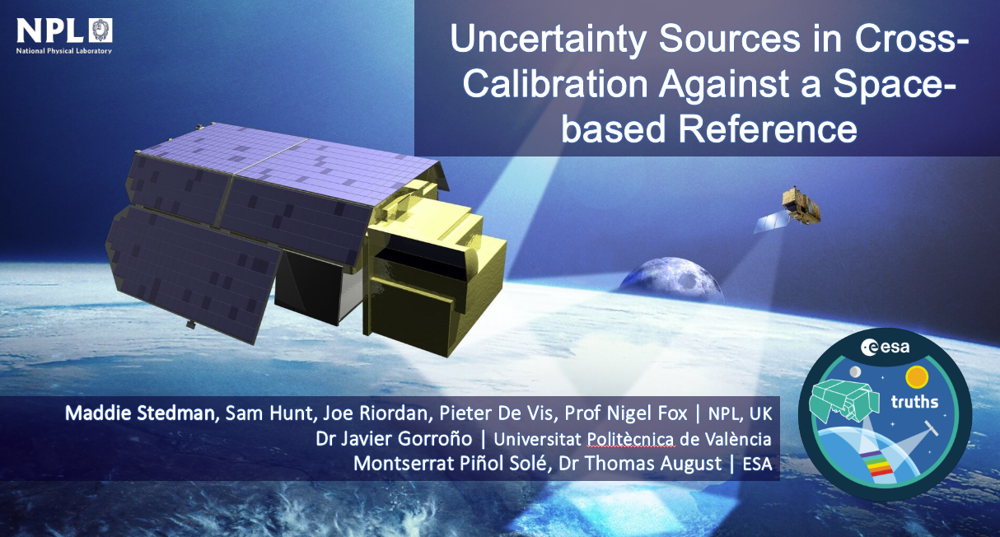 NPL
National Physical Laboratory
Uncertainty Sources in Cross-
Calibration Against a Space-
based Reference
esa
truths
Maddie Stedman, Sam Hunt, Joe Riordan, Pieter De Vis, Prof Nigel Fox | NPL, UK
Dr Javier Gorroño | Universitat Politècnica de València
Montserrat Piñol Solé, Dr Thomas August | ESA